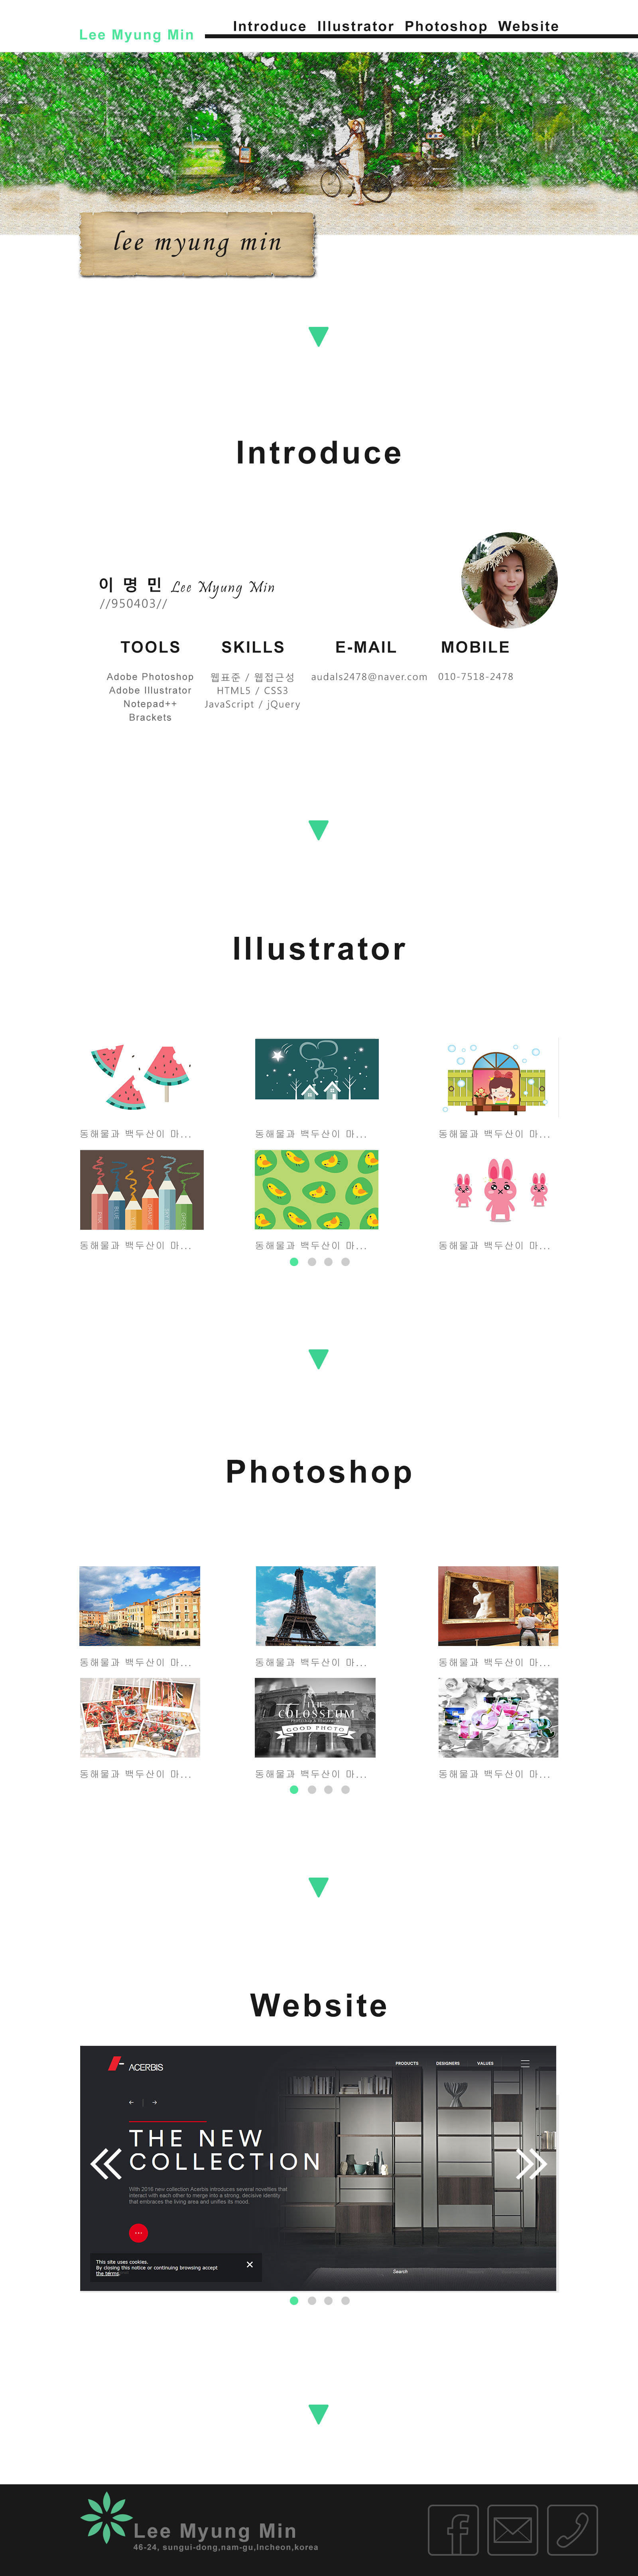 Lee Myung Min
Introduce Illustrator Photoshop Website
lee myung min
Introduce
이 명 민 Lee Myung Min
//950403//
TOOLS SKILLS E-MAIL MOBILE
Adobe Photoshop 웹표준 / 웹접근성 audals2478@naver.com 010-7518-2478
Adobe Illustrator HTML5 / CSS3
Notepad++ JavaScript / jQuery
Brackets
Illustrator
동해물과 백두산이 마... 동해물과 백두산이 마... 동해물과 백두산이 마...
BLUE
동해물과 백두산이 마... 동해물과 백두산이 마... 동해물과 백두산이 마...
Photoshop
동해물과 백두산이 마... 동해물과 백두산이 마... 동해물과 백두산이 마...
THE
COLOSSEUM
GOOD PHOTO
동해물과 백두산이 마... 동해물과 백두산이 마... 동해물과 백두산이 마...
Website
ACERBIS PRODUCTS DESIGNERS VALUES
THE NEW
COLLECTION
With 2016 new collection Acerbis introduces several novelties that
interact with each other to merge into a strong, decisive identity
that embraces the living area and unifies its mood.
This site uses cookies.
By closing this notice or continuing browsing accept
the terms.
Search
Lee Myung Min
46-24, sungui-dong,nam-gu,Incheon,korea